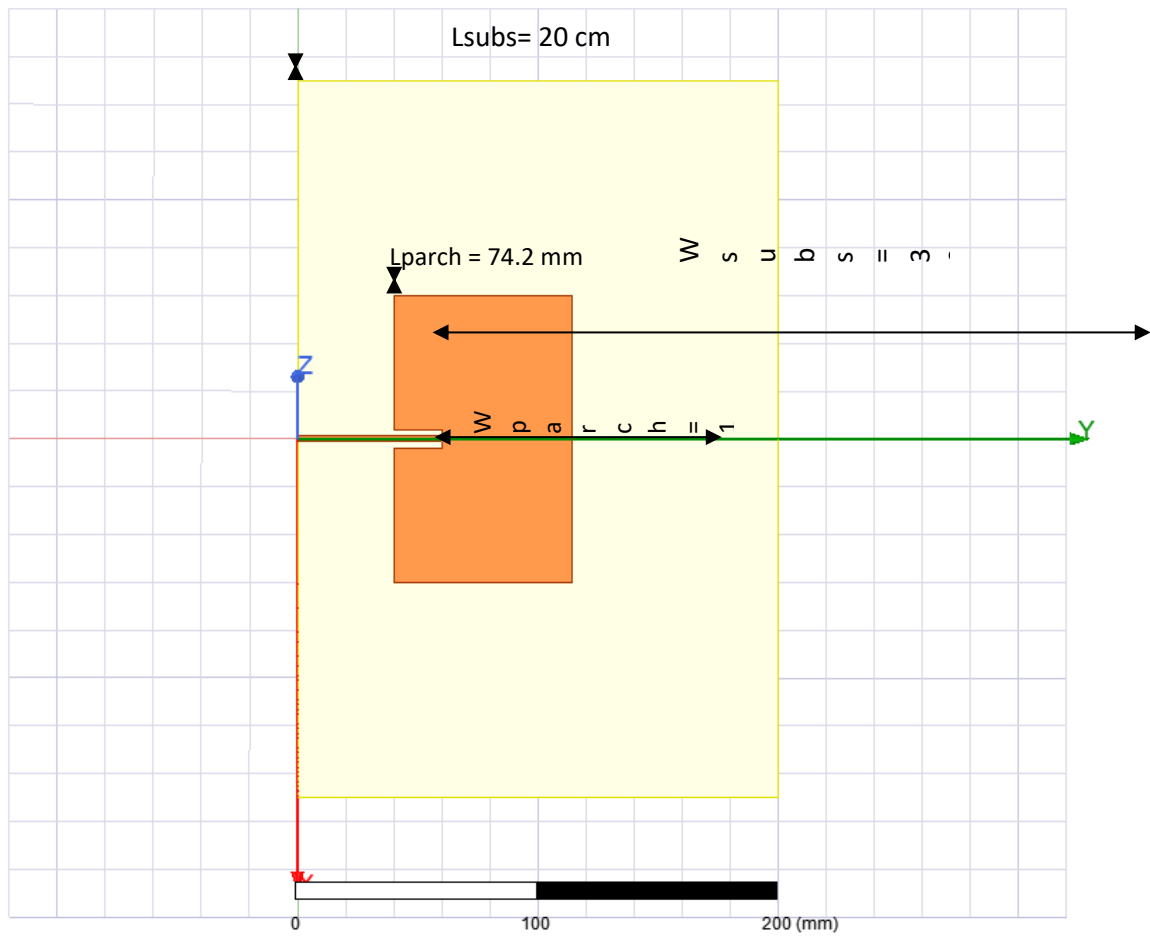 Lsubs= 20 cm
W s u b s = 3
Lparch = 74.2 mm
Z
W p a r c h = 1
Y
0 100 200 (mm)